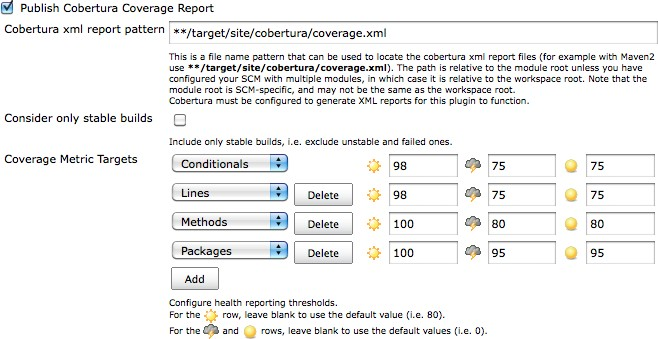 Publish Cobertura Coverage Report
Cobertura xml report pattern **/target/site/cobertura/coverage.xml
This is a file name pattern that can be used to locate the cobertura xml report files (for example with Maven2
use **/target/site/cobertura/coverage.xml). The path is relative to the module root unless you have
configured your SCM with multiple modules, in which case it is relative to the workspace root. Note that the
module root is SCM-specific, and may not be the same as the workspace root.
Cobertura must be configured to generate XML reports for this plugin to function.
Consider only stable builds
Include only stable builds, i.e. exclude unstable and failed ones.
Coverage Metric Targets Conditionals 98 75 75
Lines Delete 98 75 75
Methods Delete 100 80 80
Packages Delete 100 95 95
Add
Configure health reporting thresholds.
For the row, leave blank to use the default value (i.e. 80).
For the and rows, leave blank to use the default values (i.e. 0).